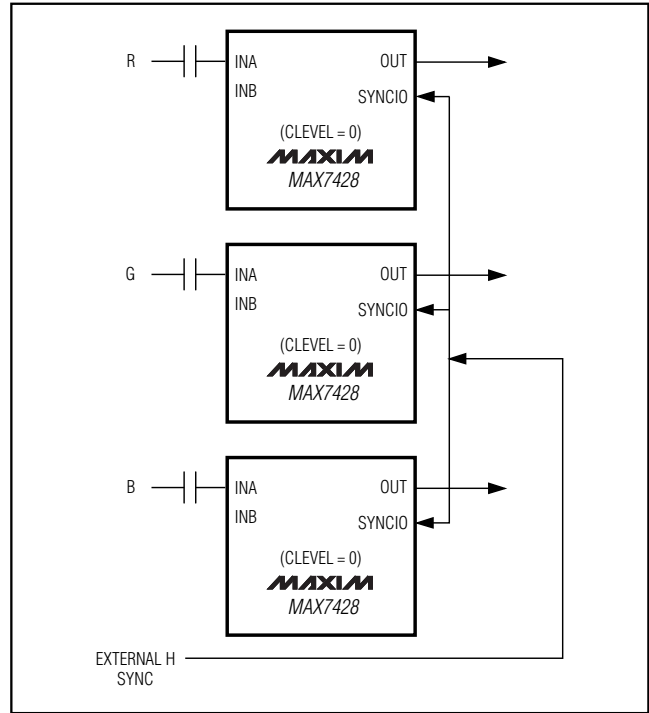 R INA OUT
INB SYNCIO
(CLEVEL = 0)
MAXIM
MAX7428
G INA OUT
INB SYNCIO
(CLEVEL = 0)
MAXIM
MAX7428
B INA OUT
INB SYNCIO
(CLEVEL = 0)
MAXIM
MAX7428
EXTERNAL H
SYNC